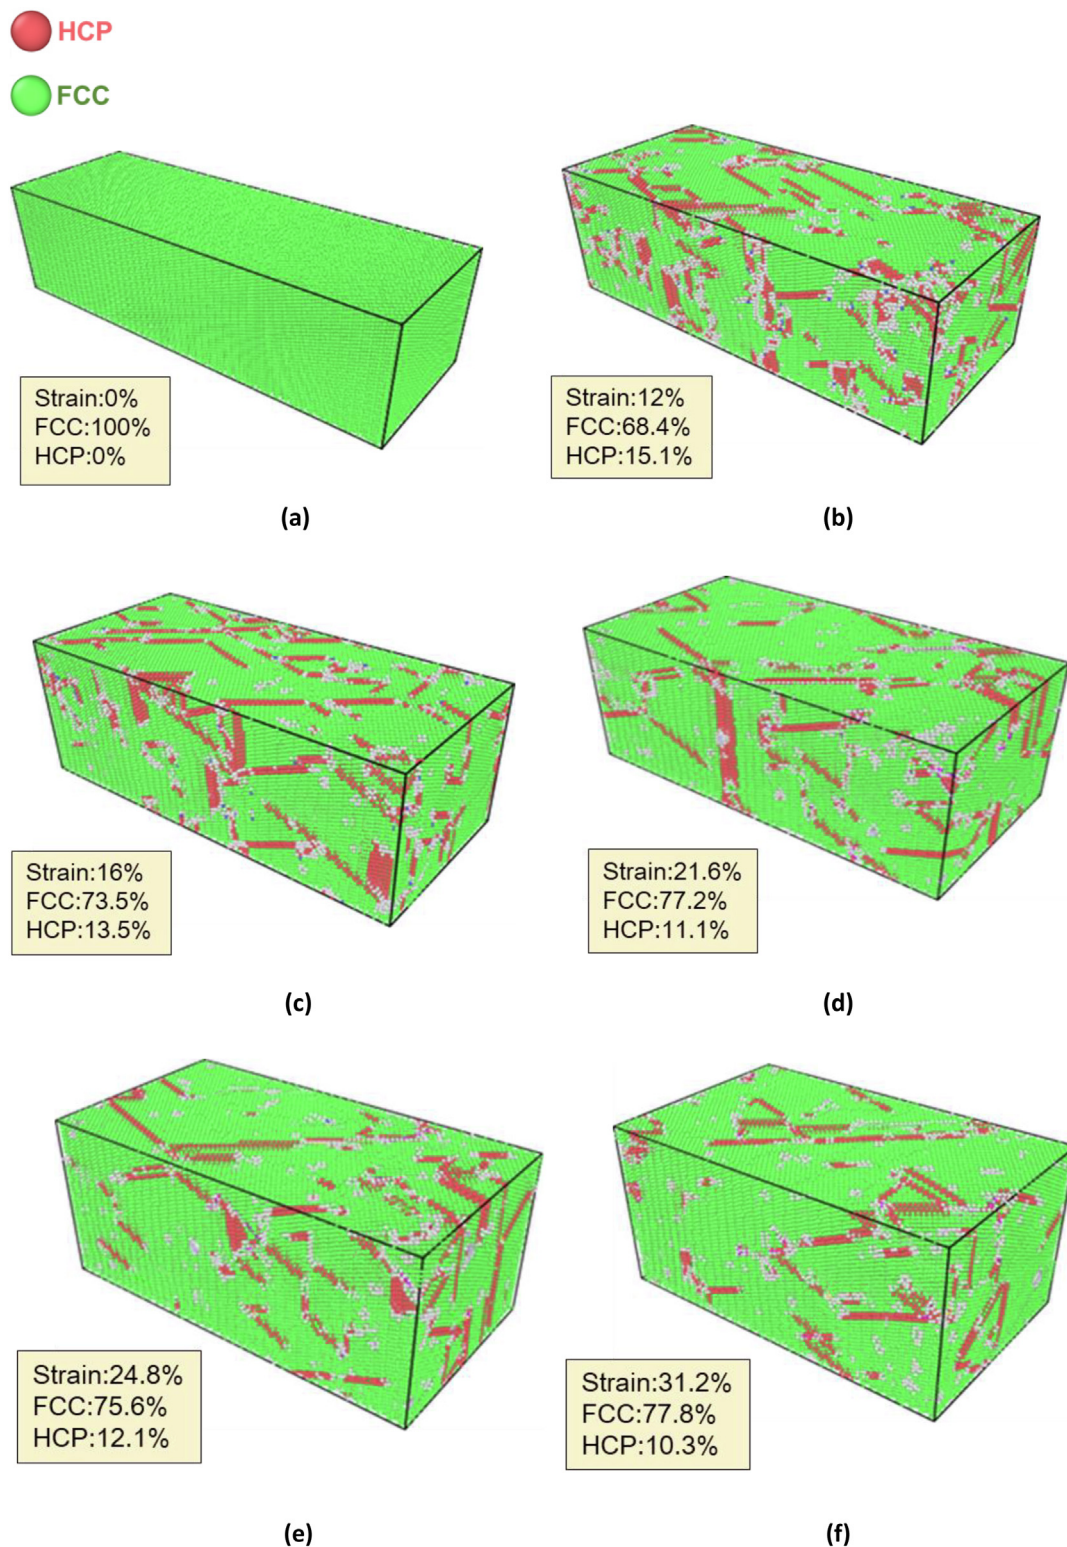 HCP
FCC
Strain:0%
FCC:100%
HCP:0%
(a)
Strain:12%
FCC:68.4%
HCP:15.1%
(b)
Strain:16%
FCC:73.5%
HCP:13.5%
(c)
Strain:21.6%
FCC:77.2%
HCP:11.1%
(d)
Strain:24.8%
FCC:75.6%
HCP:12.1%
(e)
Strain:31.2%
FCC:77.8%
HCP:10.3%
(f)